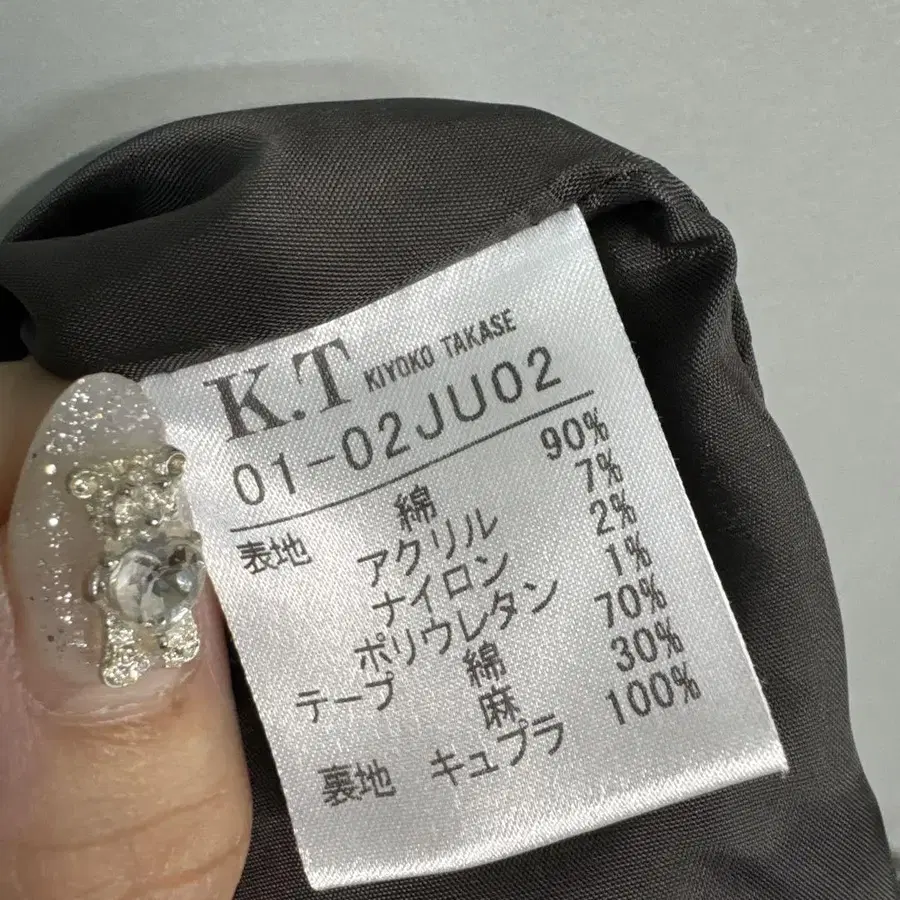 K.T KIYOKO TAKASE
01-02JU02
表地 綿 90%
アクリル 7%
ナイロン 2%
ポリウレタン 1%
テープ 綿 70%
麻 30%
裏地 キュプラ 100%